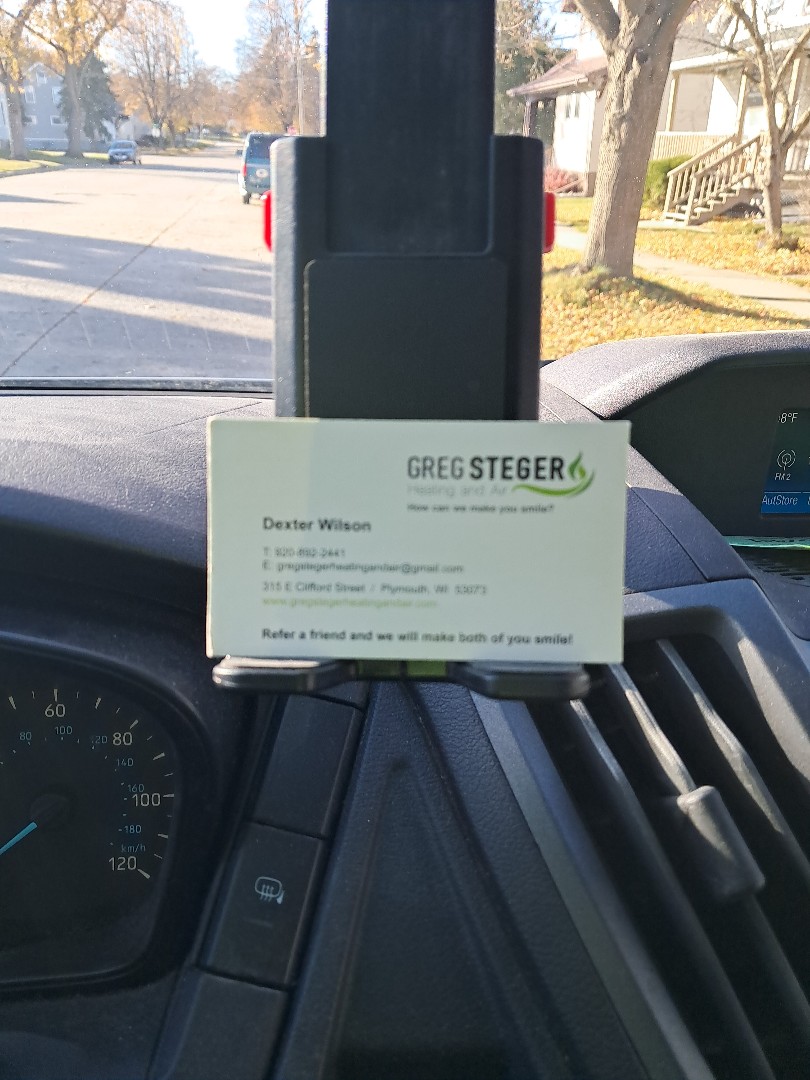 GREG STEGER
Heating and Air
How can we make you smile?
Dexter Wilson
T: 920-892-2441
E: gregstegerheatingandair@gmail.com
315 E Clifford Street / Plymouth, WI 53073
www.gregstegerheatingandair.com
Refer a friend and we will make both of you smile!
8°F
FM 2
AutStore
60
80
100
120
80
100
120
140
160
180
km/h